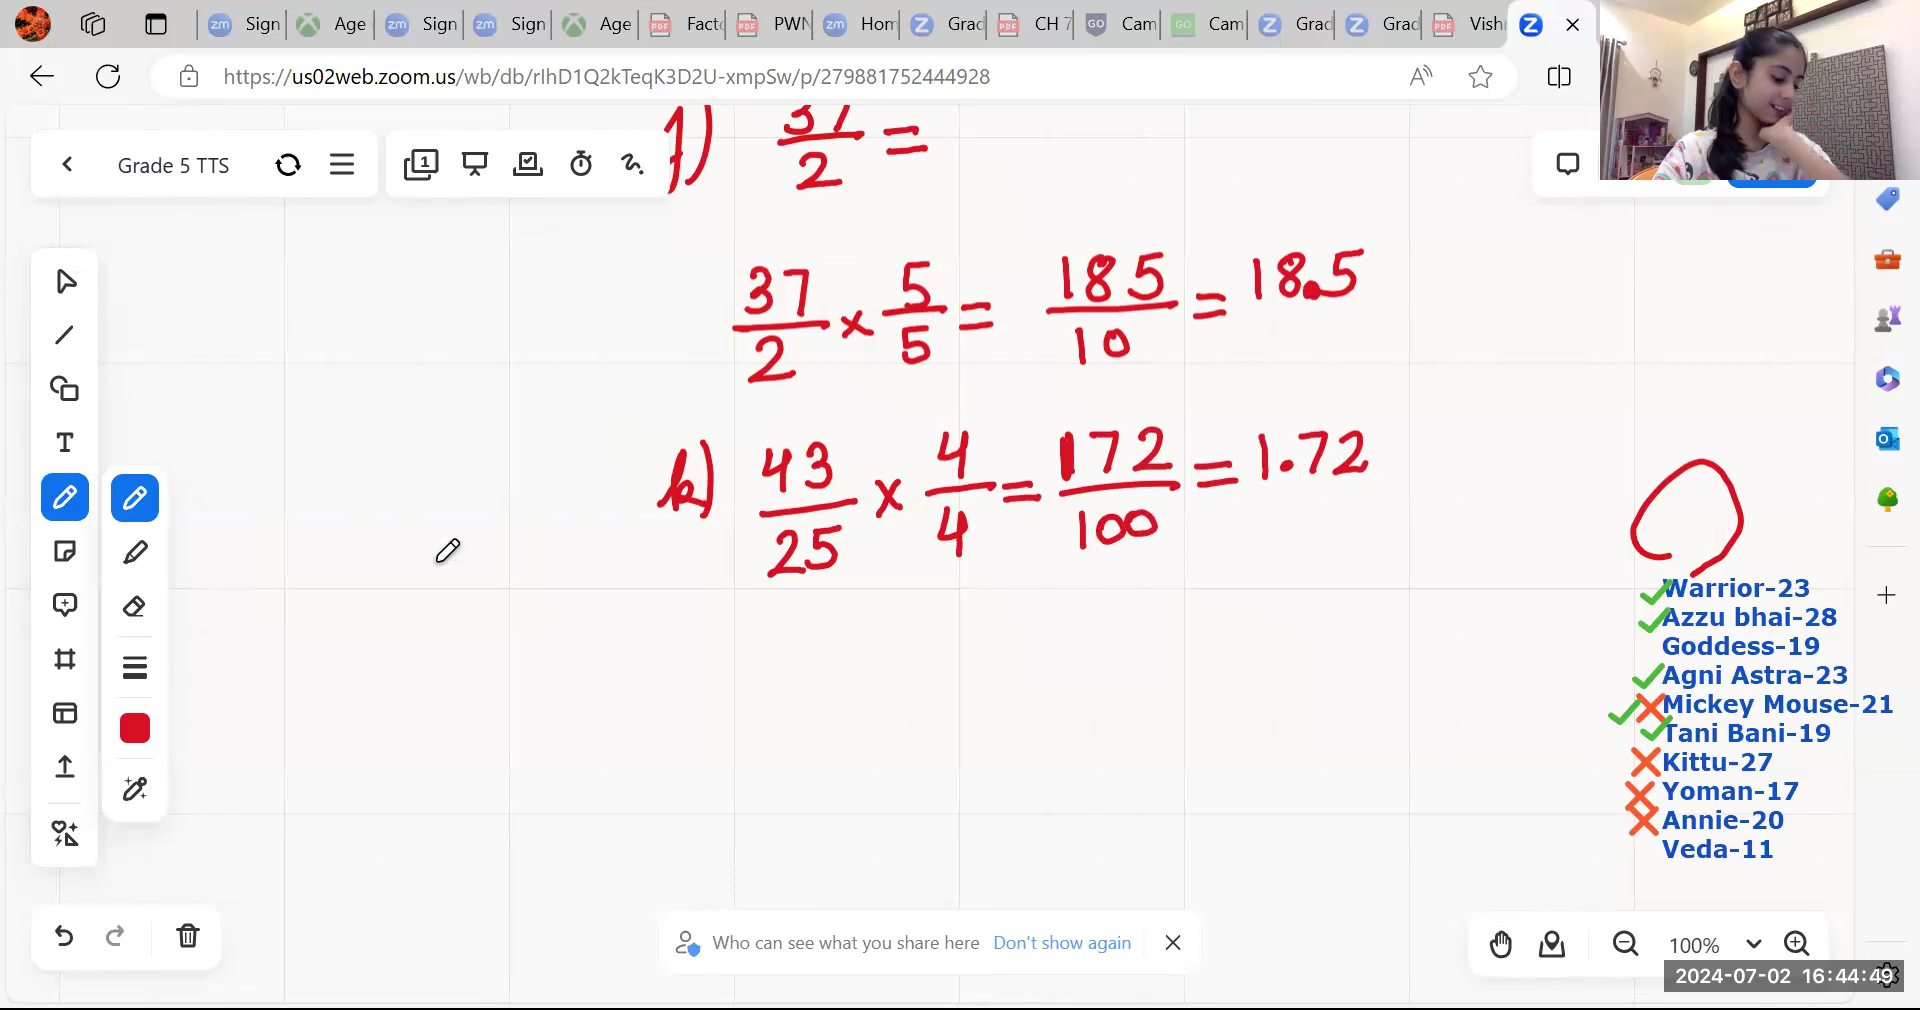 Sign
Age
Sign
Sign
Age
Fact
PWN
Hom
Grad
CH 7
Cam
Cam
Grad
Grad
Vish
https://us02web.zoom.us/wb/db/rIhD1Q2kTeqK3D2U-xmpSw/p/279881752444928
Grade 5 TTS
1
37/2 =
37/2 × 5/5 = 185/10 = 18.5
k) 43/25 × 4/4 = 172/100 = 1.72
T
Warrior-23
Azzu bhai-28
Goddess-19
Agni Astra-23
Mickey Mouse-21
Tani Bani-19
Kittu-27
Yoman-17
Annie-20
Veda-11
Who can see what you share here Don't show again
100%
2024-07-02 16:44:49